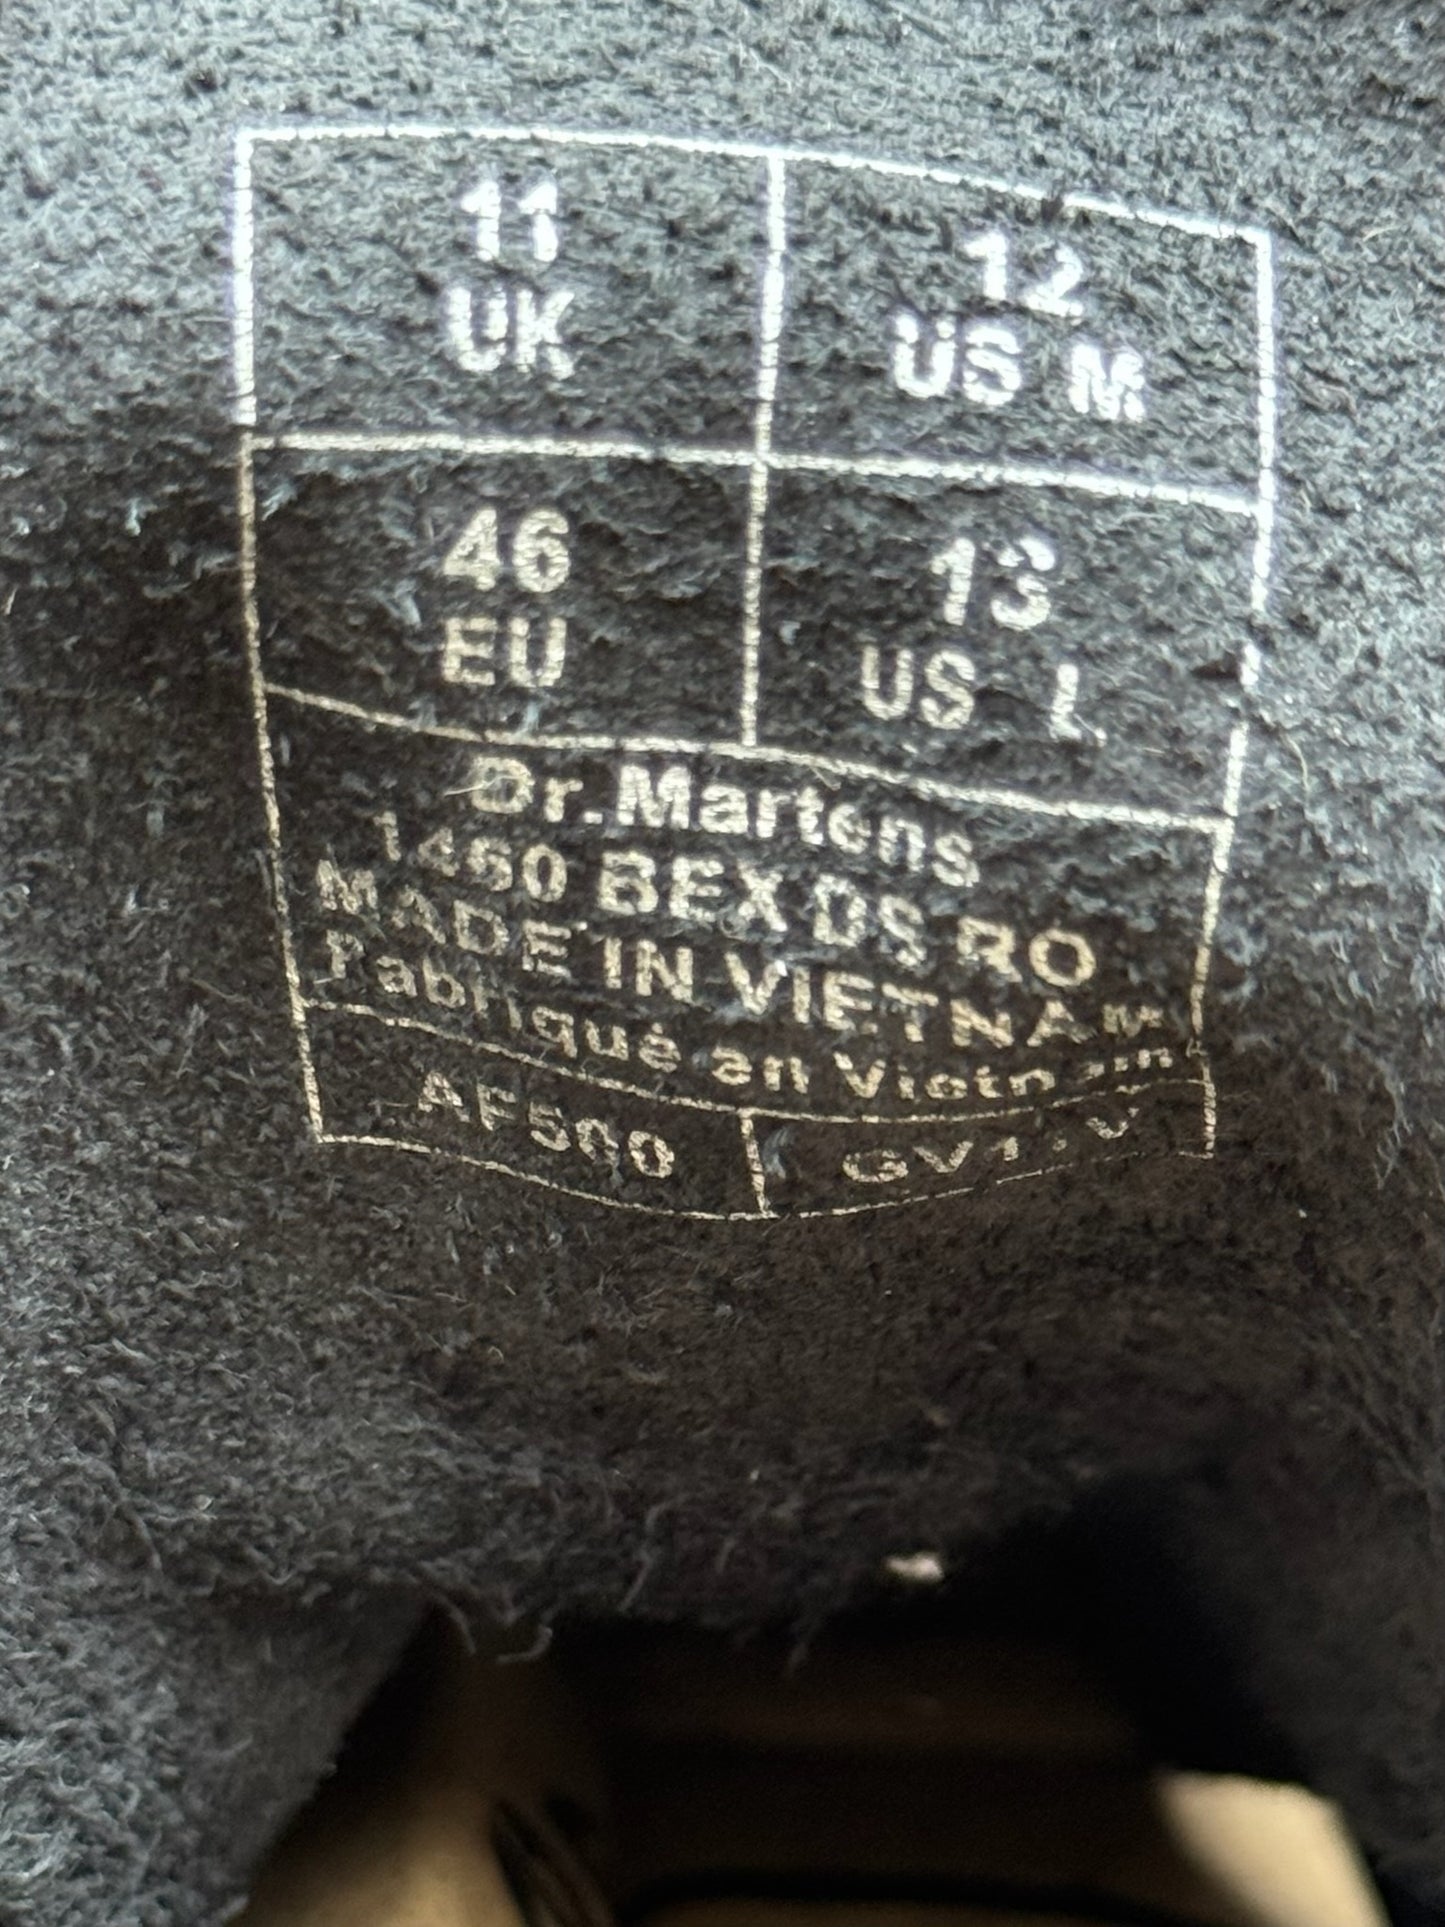 11
UK
12
US M
46
EU
13
US L
Dr.Martens
1460 BEX DS RO
MADE IN VIETNAM
Fabriqué en Vietnam
AF500